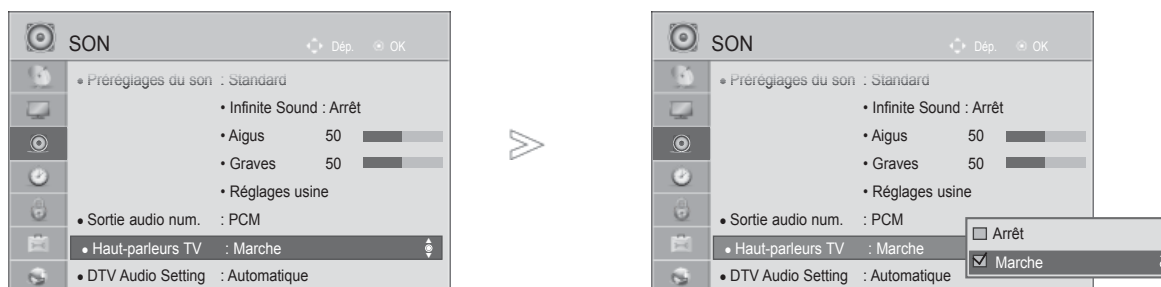 SON
Dép. OK
• Préréglages du son : Standard
• Infinite Sound : Arrêt
• Aigus 50
• Graves 50
• Réglages usine
• Sortie audio num. : PCM
• Haut-parleurs TV : Marche
• DTV Audio Setting : Automatique
SON
Dép. OK
• Préréglages du son : Standard
• Infinite Sound : Arrêt
• Aigus 50
• Graves 50
• Réglages usine
• Sortie audio num. : PCM
• Haut-parleurs TV : Marche
• DTV Audio Setting : Automatique
Arrêt
Marche